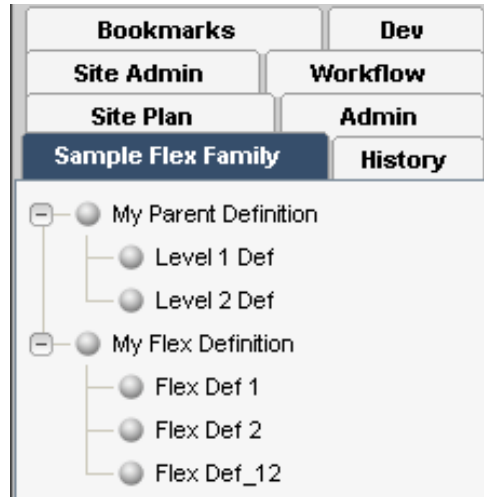 Bookmarks Dev
Site Admin Workflow
Site Plan Admin
Sample Flex Family History
My Parent Definition
Level 1 Def
Level 2 Def
My Flex Definition
Flex Def 1
Flex Def 2
Flex Def_12